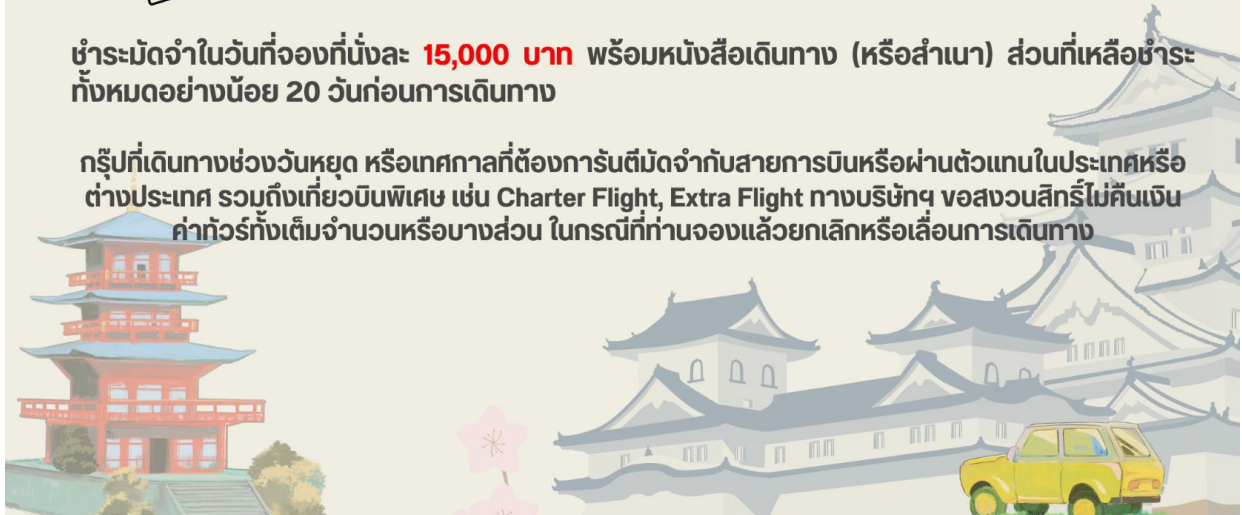 ชำระมัดจำในวันที่จองที่นั่งละ 15,000 บาท พร้อมหนังสือเดินทาง (หรือสำเนา) ส่วนที่เหลือชำระ
ทั้งหมดอย่างน้อย 20 วันก่อนการเดินทาง
กรุ๊ปที่เดินทางช่วงวันหยุด หรือเทศกาลที่ต้องการันตีมัดจำกับสายการบินหรือผ่านตัวแทนในประเทศหรือ
ต่างประเทศ รวมถึงเที่ยวบินพิเศษ เช่น Charter Flight, Extra Flight ทางบริษัทฯ ขอสงวนสิทธิ์ไม่คืนเงิน
ค่าทัวร์ทั้งเต็มจำนวนหรือบางส่วน ในกรณีที่ท่านจองแล้วยกเลิกหรือเลื่อนการเดินทาง